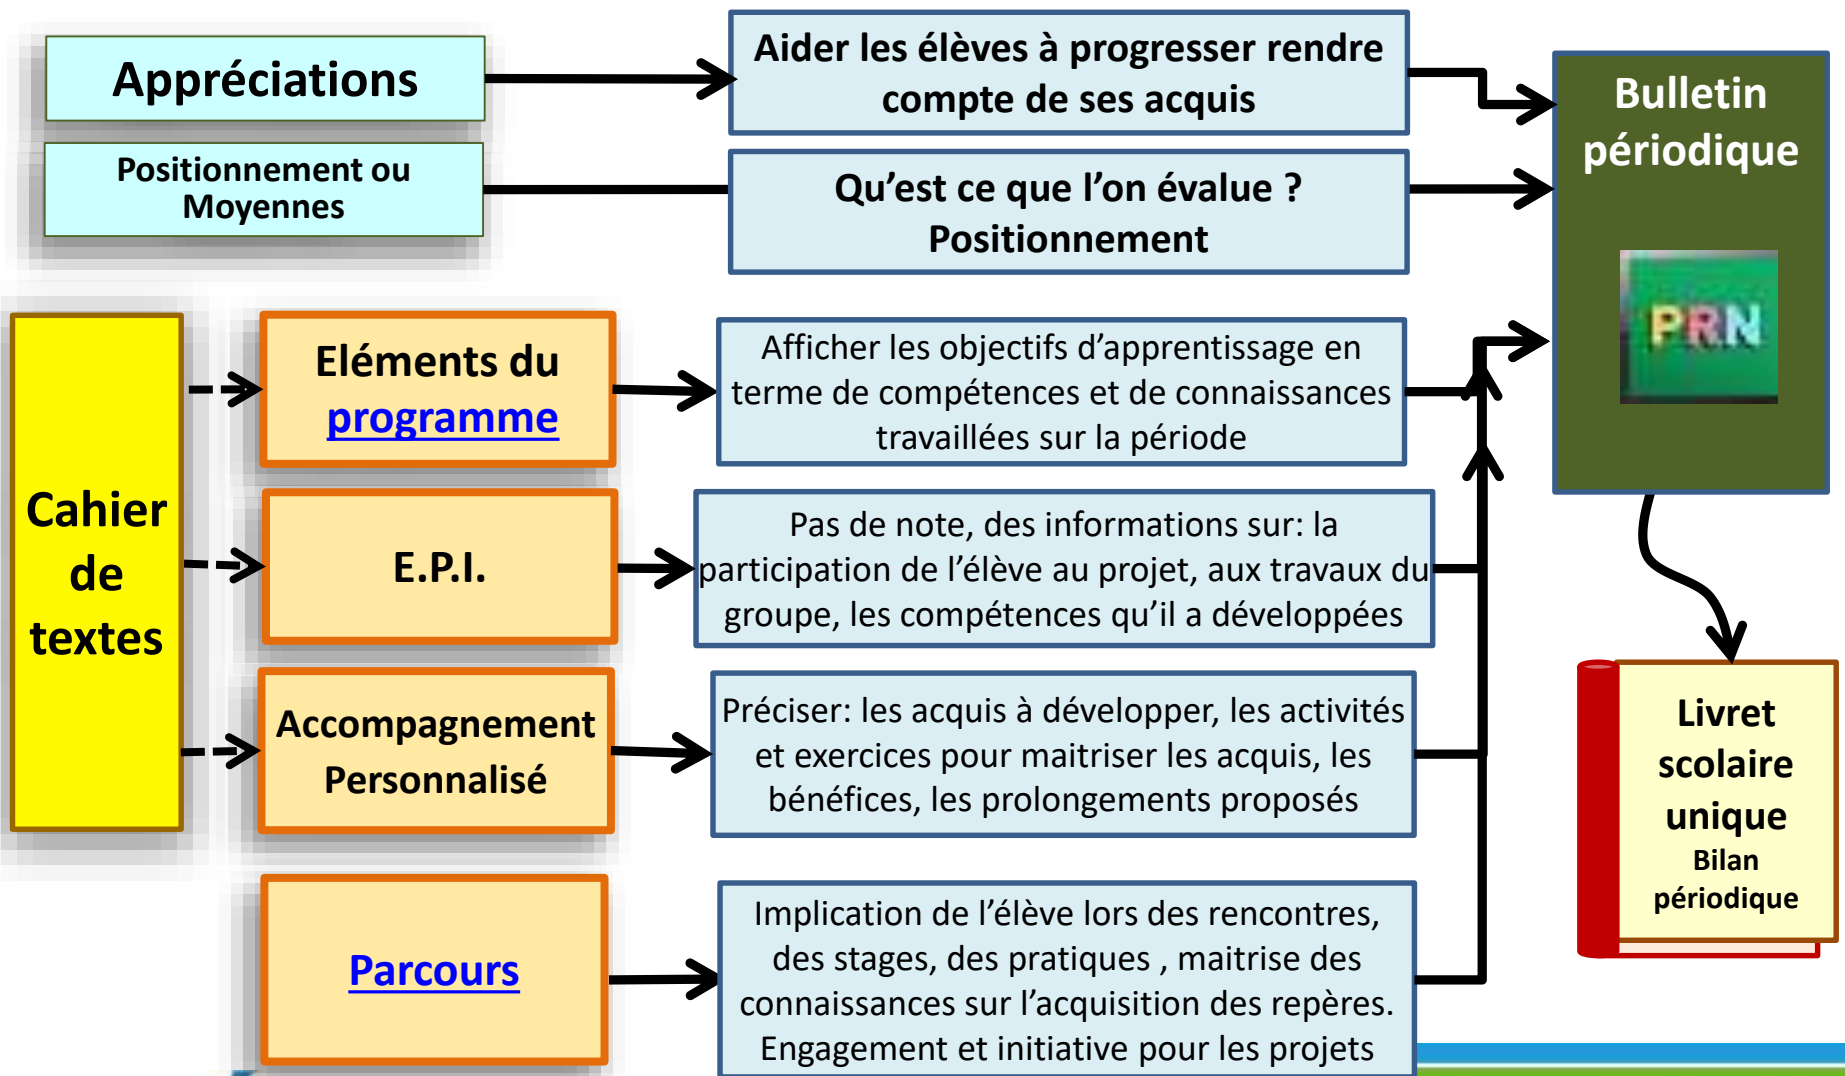 Appréciations
Aider les élèves à progresser rendre
compte de ses acquis
Positionnement ou
Moyennes
Qu’est ce que l’on évalue ?
Positionnement
Bulletin
périodique
PRN
Cahier
de
textes
Eléments du
programme
Afficher les objectifs d’apprentissage en
terme de compétences et de connaissances
travaillées sur la période
E.P.I.
Pas de note, des informations sur: la
participation de l’élève au projet, aux travaux du
groupe, les compétences qu’il a développées
Accompagnement
Personnalisé
Préciser: les acquis à développer, les activités
et exercices pour maitriser les acquis, les
bénéfices, les prolongements proposés
Parcours
Implication de l’élève lors des rencontres,
des stages, des pratiques , maitrise des
connaissances sur l’acquisition des repères.
Engagement et initiative pour les projets
Livret
scolaire
unique
Bilan
périodique